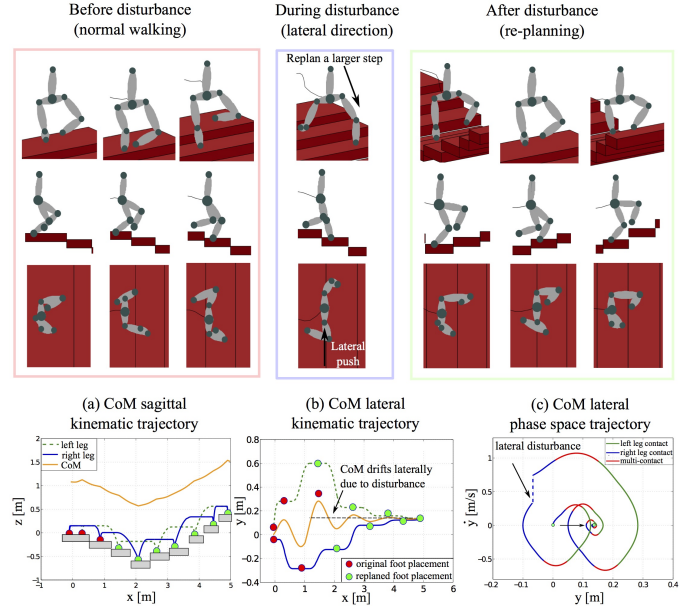 Before disturbance
(normal walking)
During disturbance
(lateral direction)
After disturbance
(re-planning)
Replan a larger step
Lateral
push
(a) CoM sagittal
kinematic trajectory
left leg
right leg
CoM
z [m]
2
1.5
1
0.5
0
-0.5
-1
-1 0 1 2 3 4 5
x [m]
(b) CoM lateral
kinematic trajectory
CoM drifts laterally
due to disturbance
original foot placement
replaned foot placement
y [m]
0.8
0.6
0.4
0.2
0
-0.2
-0.4
0 1 2 3 4 5 6
x [m]
(c) CoM lateral
phase space trajectory
lateral disturbance
left leg contact
right leg contact
multi-contact
ẏ [m/s]
1
0.5
0
-0.5
-0.2 0 0.2 0.4
y [m]